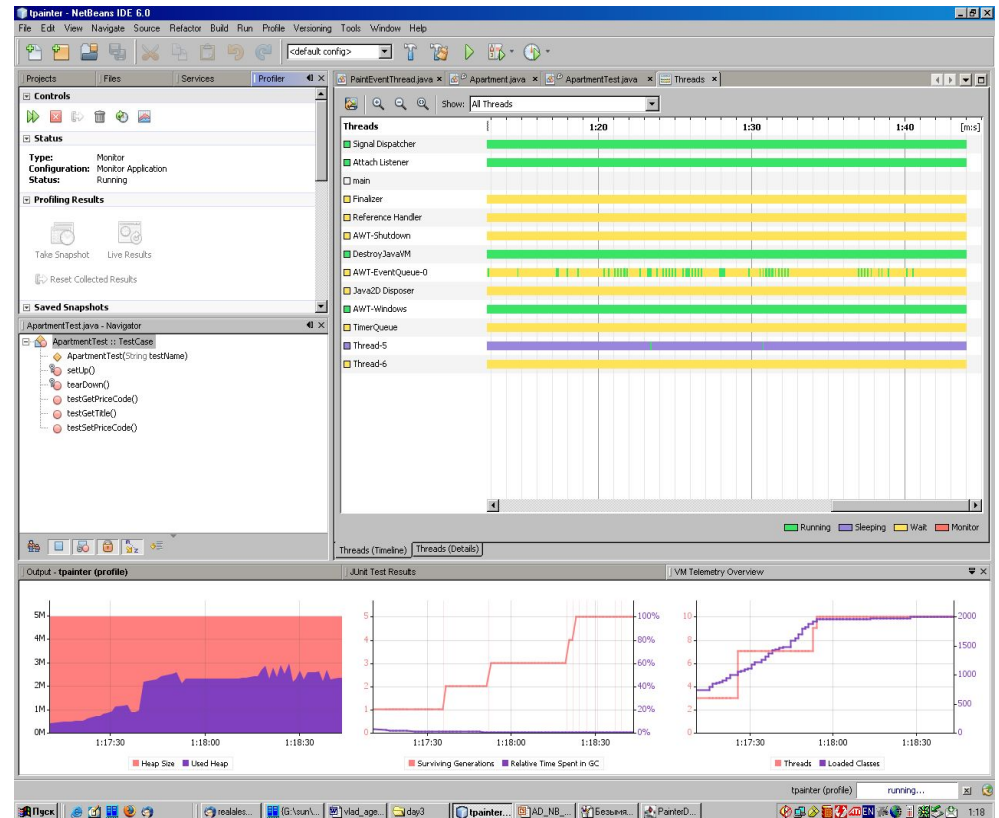 tpainter - NetBeans IDE 6.0
File Edit View Navigate Source Refactor Build Run Profile Versioning Tools Window Help
<default config>
Projects Files Services Profiler
PaintEventThread.java Apartment.java ApartmentTest.java Threads
Controls
Status
Type: Monitor
Configuration: Monitor Application
Status: Running
Profiling Results
Take Snapshot Live Results
Reset Collected Results
Saved Snapshots
Show: All Threads
Threads 1:20 1:30 1:40 [m:s]
Signal Dispatcher
Attach Listener
main
Finalizer
Reference Handler
AWT-Shutdown
DestroyJavaVM
AWT-EventQueue-0
Java2D Disposer
AWT-Windows
TimerQueue
Thread-5
Thread-6
Running Sleeping Wait Monitor
Threads (Timeline) Threads (Details)
ApartmentTest.java - Navigator
ApartmentTest :: TestCase
ApartmentTest(String testName)
setUp()
tearDown()
testGetPriceCode()
testGetTitle()
testSetPriceCode()
Output - tpainter (profile) JUnit Test Results VM Telemetry Overview
5M
4M
3M
2M
1M
0M
1:17:30 1:18:00 1:18:30
Heap Size Used Heap
5 100%
4 80%
3 60%
2 40%
1 20%
0 0%
1:17:30 1:18:00 1:18:30
Surviving Generations Relative Time Spent in GC
10 2000
8 1500
6 1000
4 500
2
0 0
1:17:30 1:18:00 1:18:30
Threads Loaded Classes
tpainter (profile) running...
Пуск realales... (G:\sun\... vlad_age... day3 tpainter... AD_NB_... Безымя... PainterD... EN 1:18